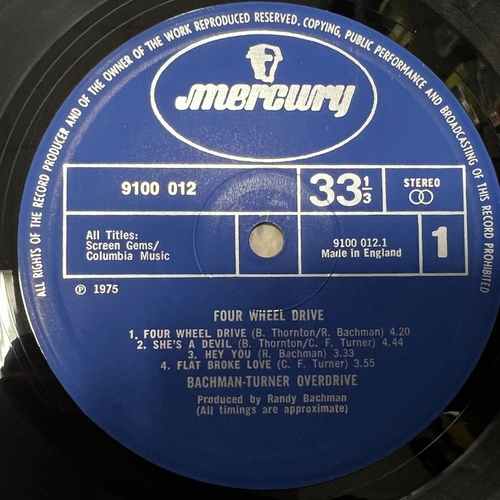 ALL RIGHTS OF THE RECORD PRODUCER AND OF THE OWNER OF THE WORK REPRODUCED RESERVED. COPYING, PUBLIC PERFORMANCE AND BROADCASTING OF THIS RECORD PROHIBITED
mercury
9100 012
33 1/3
STEREO
All Titles:
Screen Gems/
Columbia Music
9100 012.1
Made in England
1
Ⓟ 1975
FOUR WHEEL DRIVE
1. FOUR WHEEL DRIVE (B. Thornton/R. Bachman) 4.20
2. SHE'S A DEVIL (B. Thornton/C. F. Turner) 4.44
3. HEY YOU (R. Bachman) 3.33
4. FLAT BROKE LOVE (C. F. Turner) 3.55
BACHMAN-TURNER OVERDRIVE
Produced by Randy Bachman
(All timings are approximate)